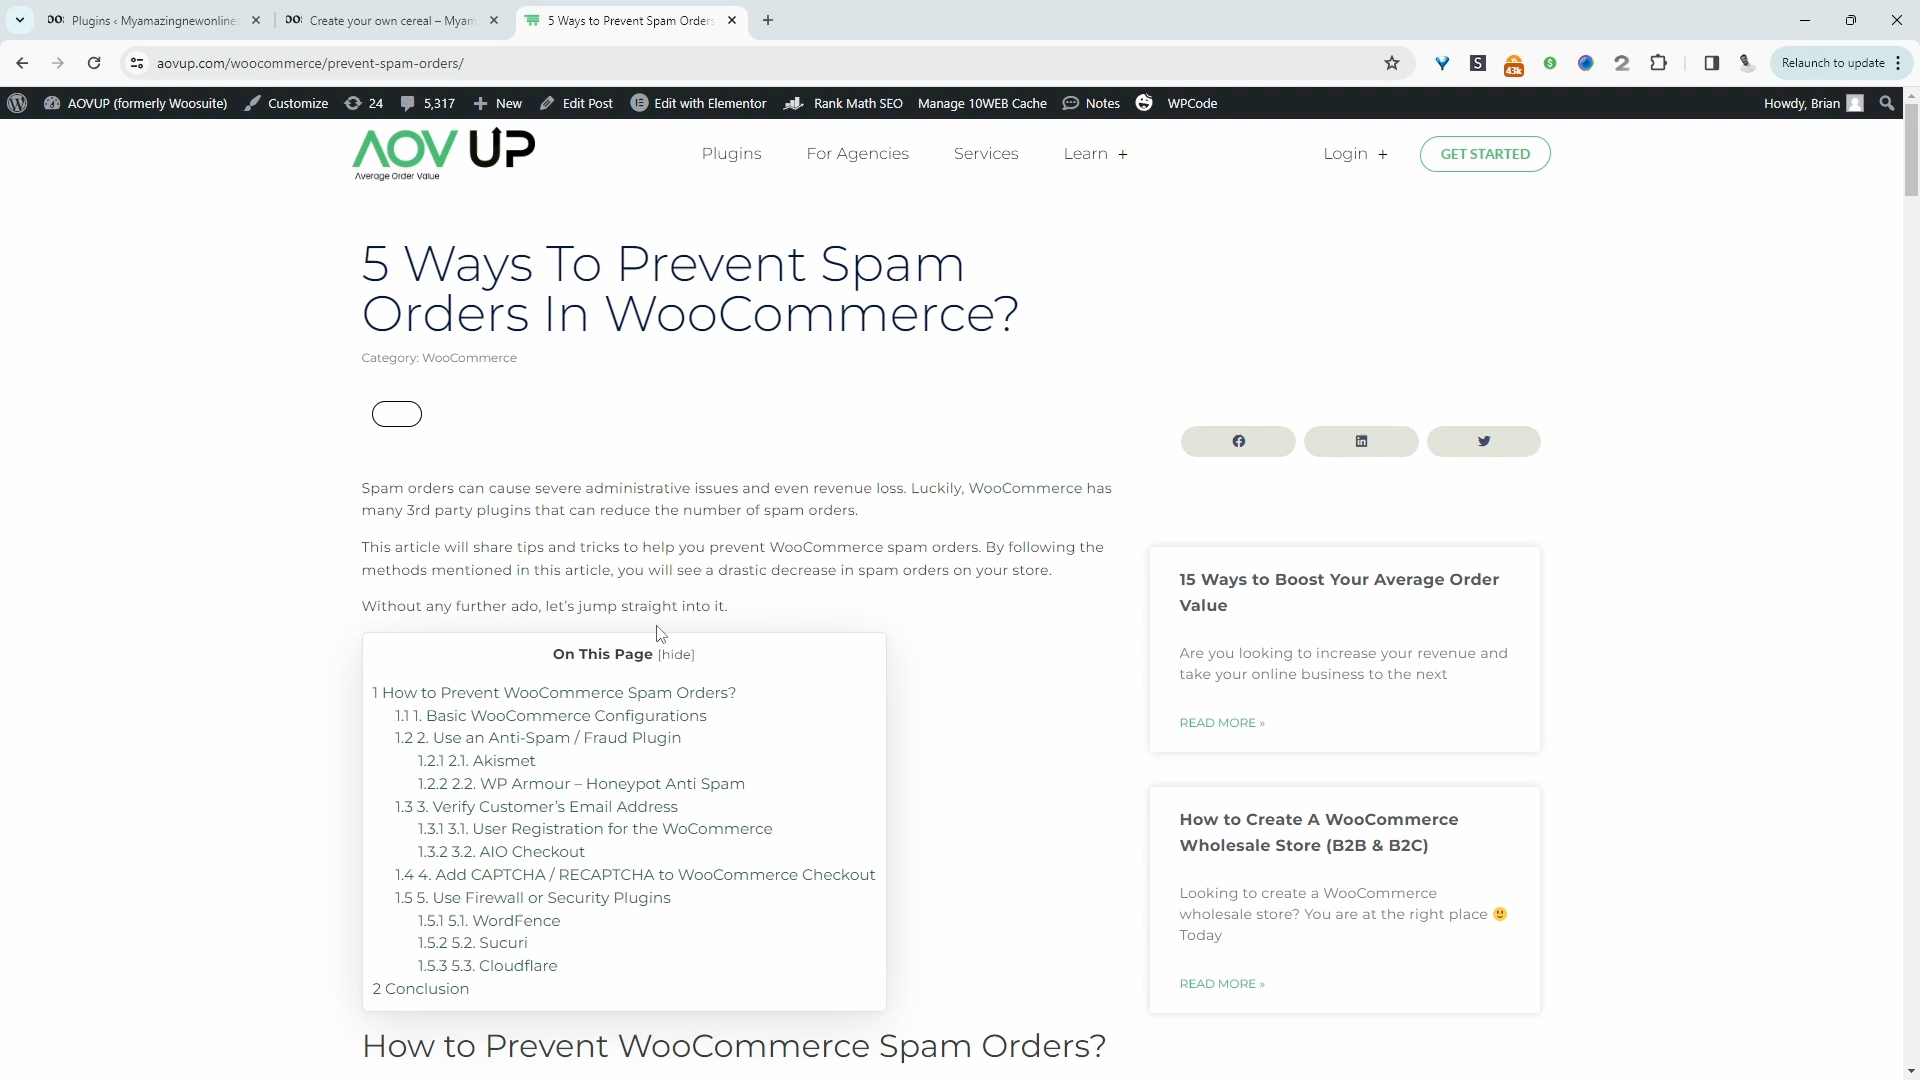 Plugins ‹ Myamazingnewonline
Create your own cereal – Myam
5 Ways to Prevent Spam Orders
aovup.com/woocommerce/prevent-spam-orders/
S
43k
Relaunch to update
AOVUP (formerly Woosuite)
Customize
24
5,317
New
Edit Post
Edit with Elementor
Rank Math SEO
Manage 10WEB Cache
Notes
WPCode
Howdy, Brian
AOV UP
Average Order Value
Plugins
For Agencies
Services
Learn +
Login +
GET STARTED
5 Ways To Prevent Spam
Orders In WooCommerce?
Category: WooCommerce
Spam orders can cause severe administrative issues and even revenue loss. Luckily, WooCommerce has
many 3rd party plugins that can reduce the number of spam orders.
This article will share tips and tricks to help you prevent WooCommerce spam orders. By following the
methods mentioned in this article, you will see a drastic decrease in spam orders on your store.
Without any further ado, let's jump straight into it.
On This Page [hide]
1 How to Prevent WooCommerce Spam Orders?
1.1 1. Basic WooCommerce Configurations
1.2 2. Use an Anti-Spam / Fraud Plugin
1.2.1 2.1. Akismet
1.2.2 2.2. WP Armour – Honeypot Anti Spam
1.3 3. Verify Customer's Email Address
1.3.1 3.1. User Registration for the WoCommerce
1.3.2 3.2. AIO Checkout
1.4 4. Add CAPTCHA / RECAPTCHA to WooCommerce Checkout
1.5 5. Use Firewall or Security Plugins
1.5.1 5.1. WordFence
1.5.2 5.2. Sucuri
1.5.3 5.3. Cloudflare
2 Conclusion
How to Prevent WooCommerce Spam Orders?
15 Ways to Boost Your Average Order
Value
Are you looking to increase your revenue and
take your online business to the next
READ MORE »
How to Create A WooCommerce
Wholesale Store (B2B & B2C)
Looking to create a WooCommerce
wholesale store? You are at the right place 🙂
Today
READ MORE »